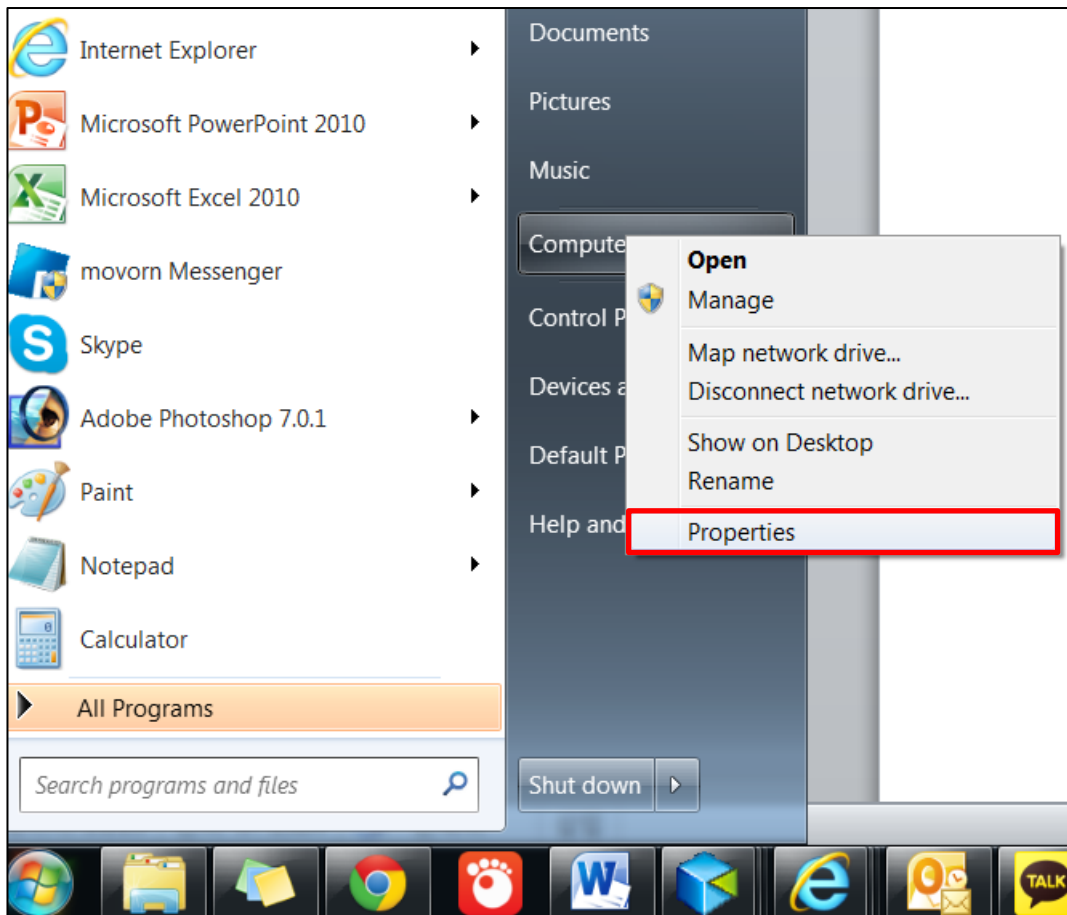 Internet Explorer
Microsoft PowerPoint 2010
Microsoft Excel 2010
movorn Messenger
Skype
Adobe Photoshop 7.0.1
Paint
Notepad
Calculator
All Programs
Search programs and files
Documents
Pictures
Music
Compute
Control P
Devices a
Default P
Help and
Shut down
Open
Manage
Map network drive...
Disconnect network drive...
Show on Desktop
Rename
Properties
TALK